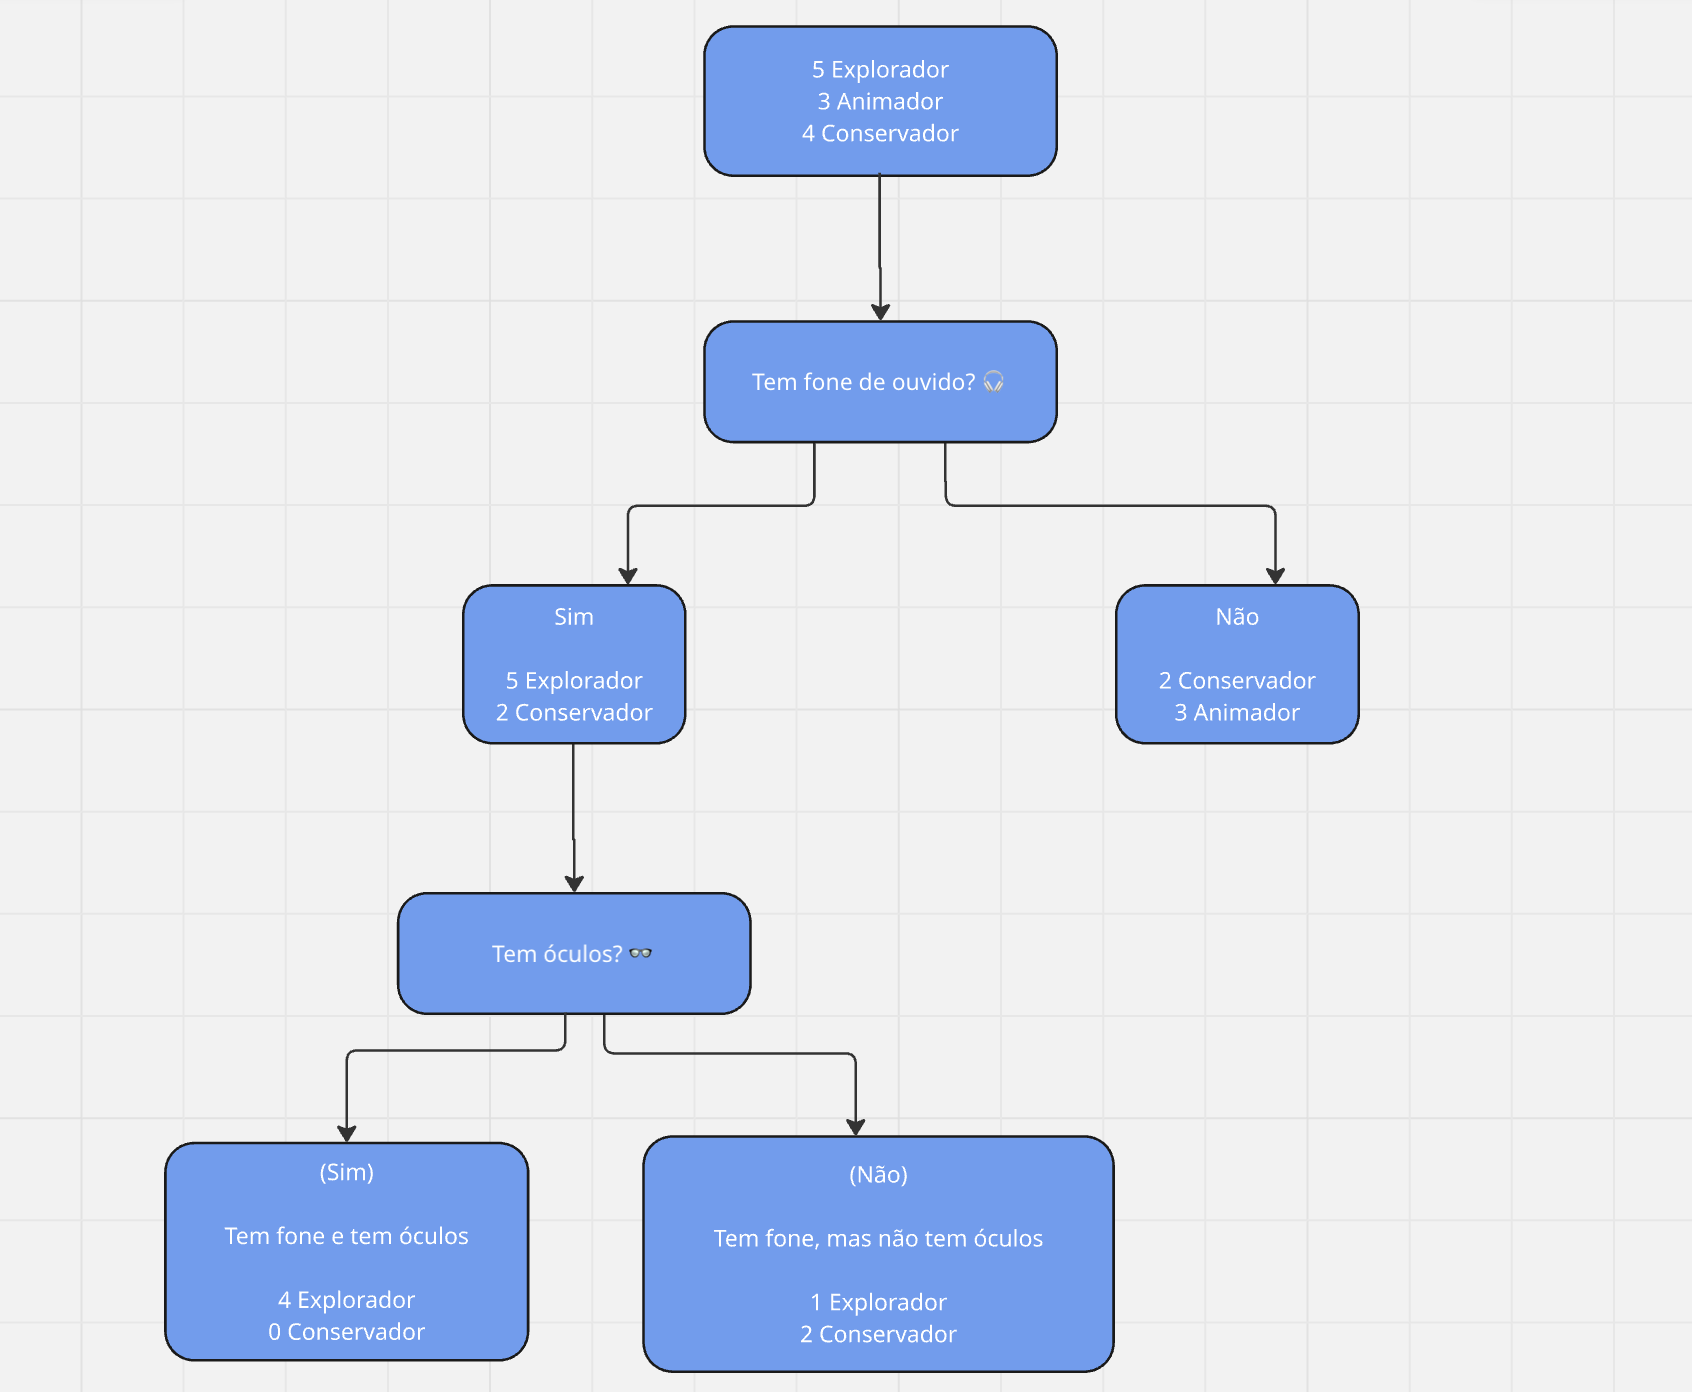 5 Explorador
3 Animador
4 Conservador
Tem fone de ouvido? 🎧
Sim
5 Explorador
2 Conservador
Não
2 Conservador
3 Animador
Tem óculos? 👓
(Sim)
Tem fone e tem óculos
4 Explorador
0 Conservador
(Não)
Tem fone, mas não tem óculos
1 Explorador
2 Conservador